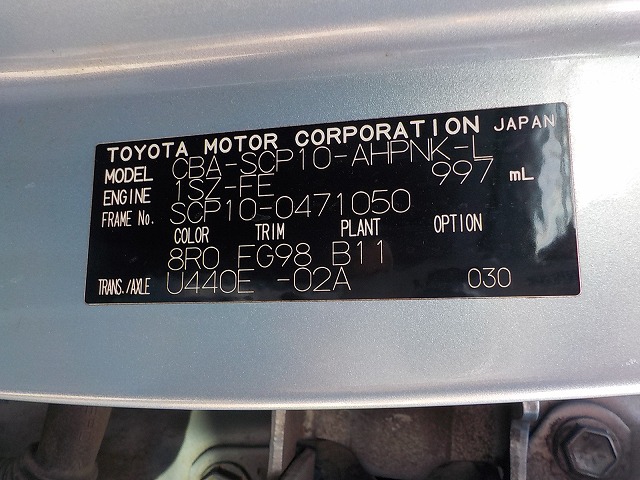 TOYOTA MOTOR CORPORATION JAPAN
MODEL CBA-SCP10-AHPNK-L
ENGINE 1SZ-FE 997 mL
FRAME No. SCP10-0471050
COLOR TRIM PLANT OPTION
8R0 FG98 B11
TRANS./AXLE U440E -02A 030